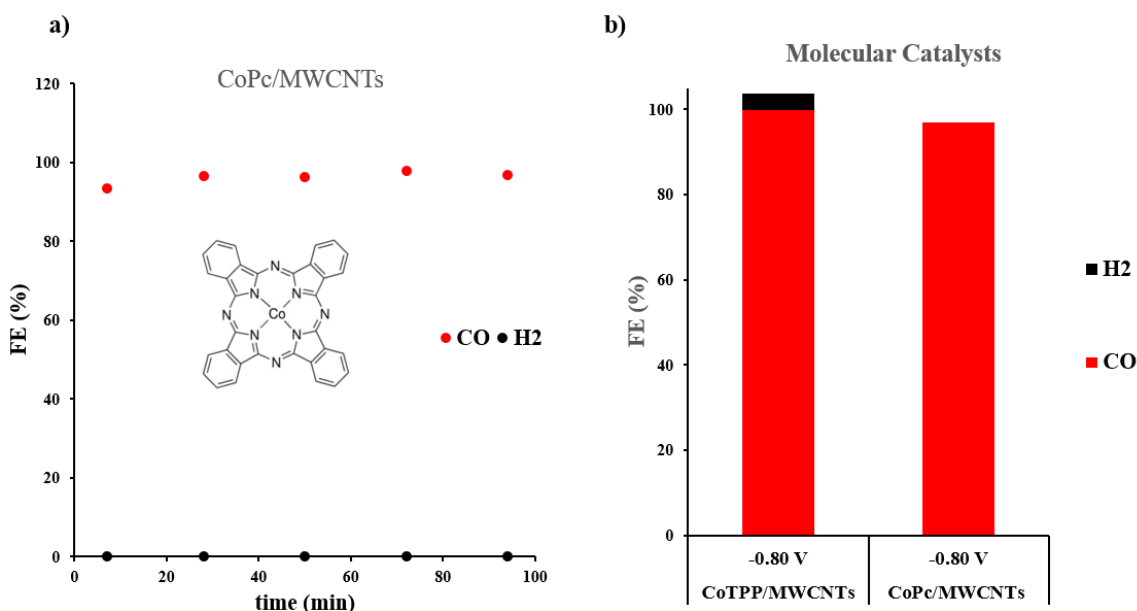 a)
CoPc/MWCNTs
120
100
80
60
40
20
0
FE (%)
N
N N
N Co N
N N
N
CO H2
0 20 40 60 80 100
time (min)
b)
Molecular Catalysts
100
80
60
40
20
0
FE (%)
H2
CO
-0.80 V -0.80 V
CoTPP/MWCNTs CoPc/MWCNTs